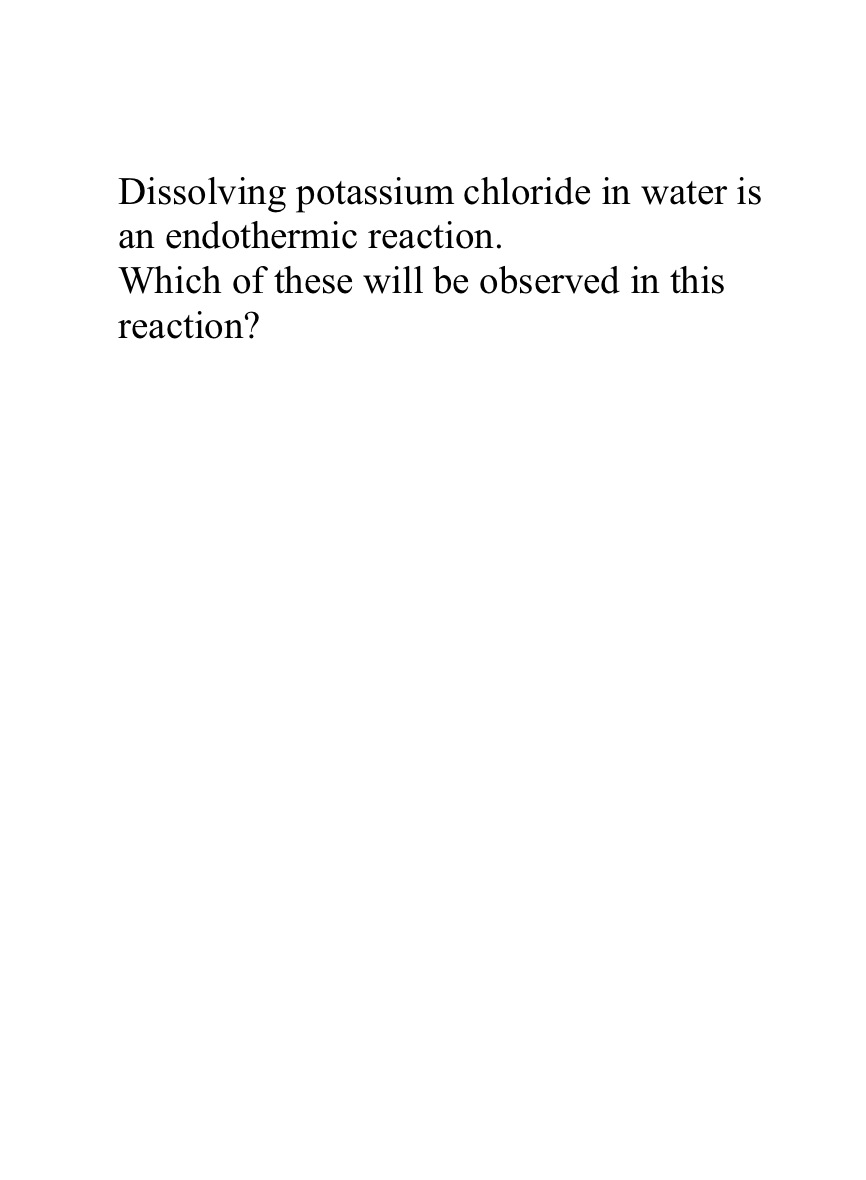 Dissolving potassium chloride in water is
an endothermic reaction.
Which of these will be observed in this
reaction?